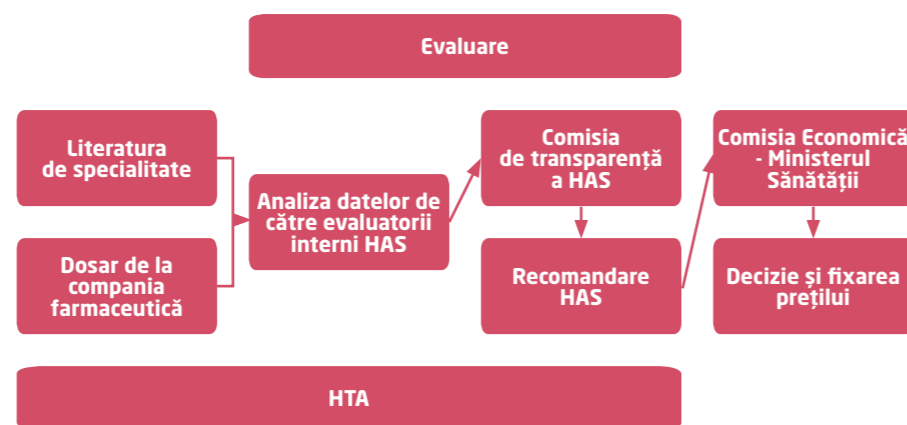 Evaluare
Literatura
de specialitate
Dosar de la
compania
farmaceutică
Analiza datelor de
către evaluatorii
interni HAS
Comisia
de transparență
a HAS
Recomandare
HAS
Comisia Economică
- Ministerul
Sănătății
Decizie și fixarea
prețilui
HTA